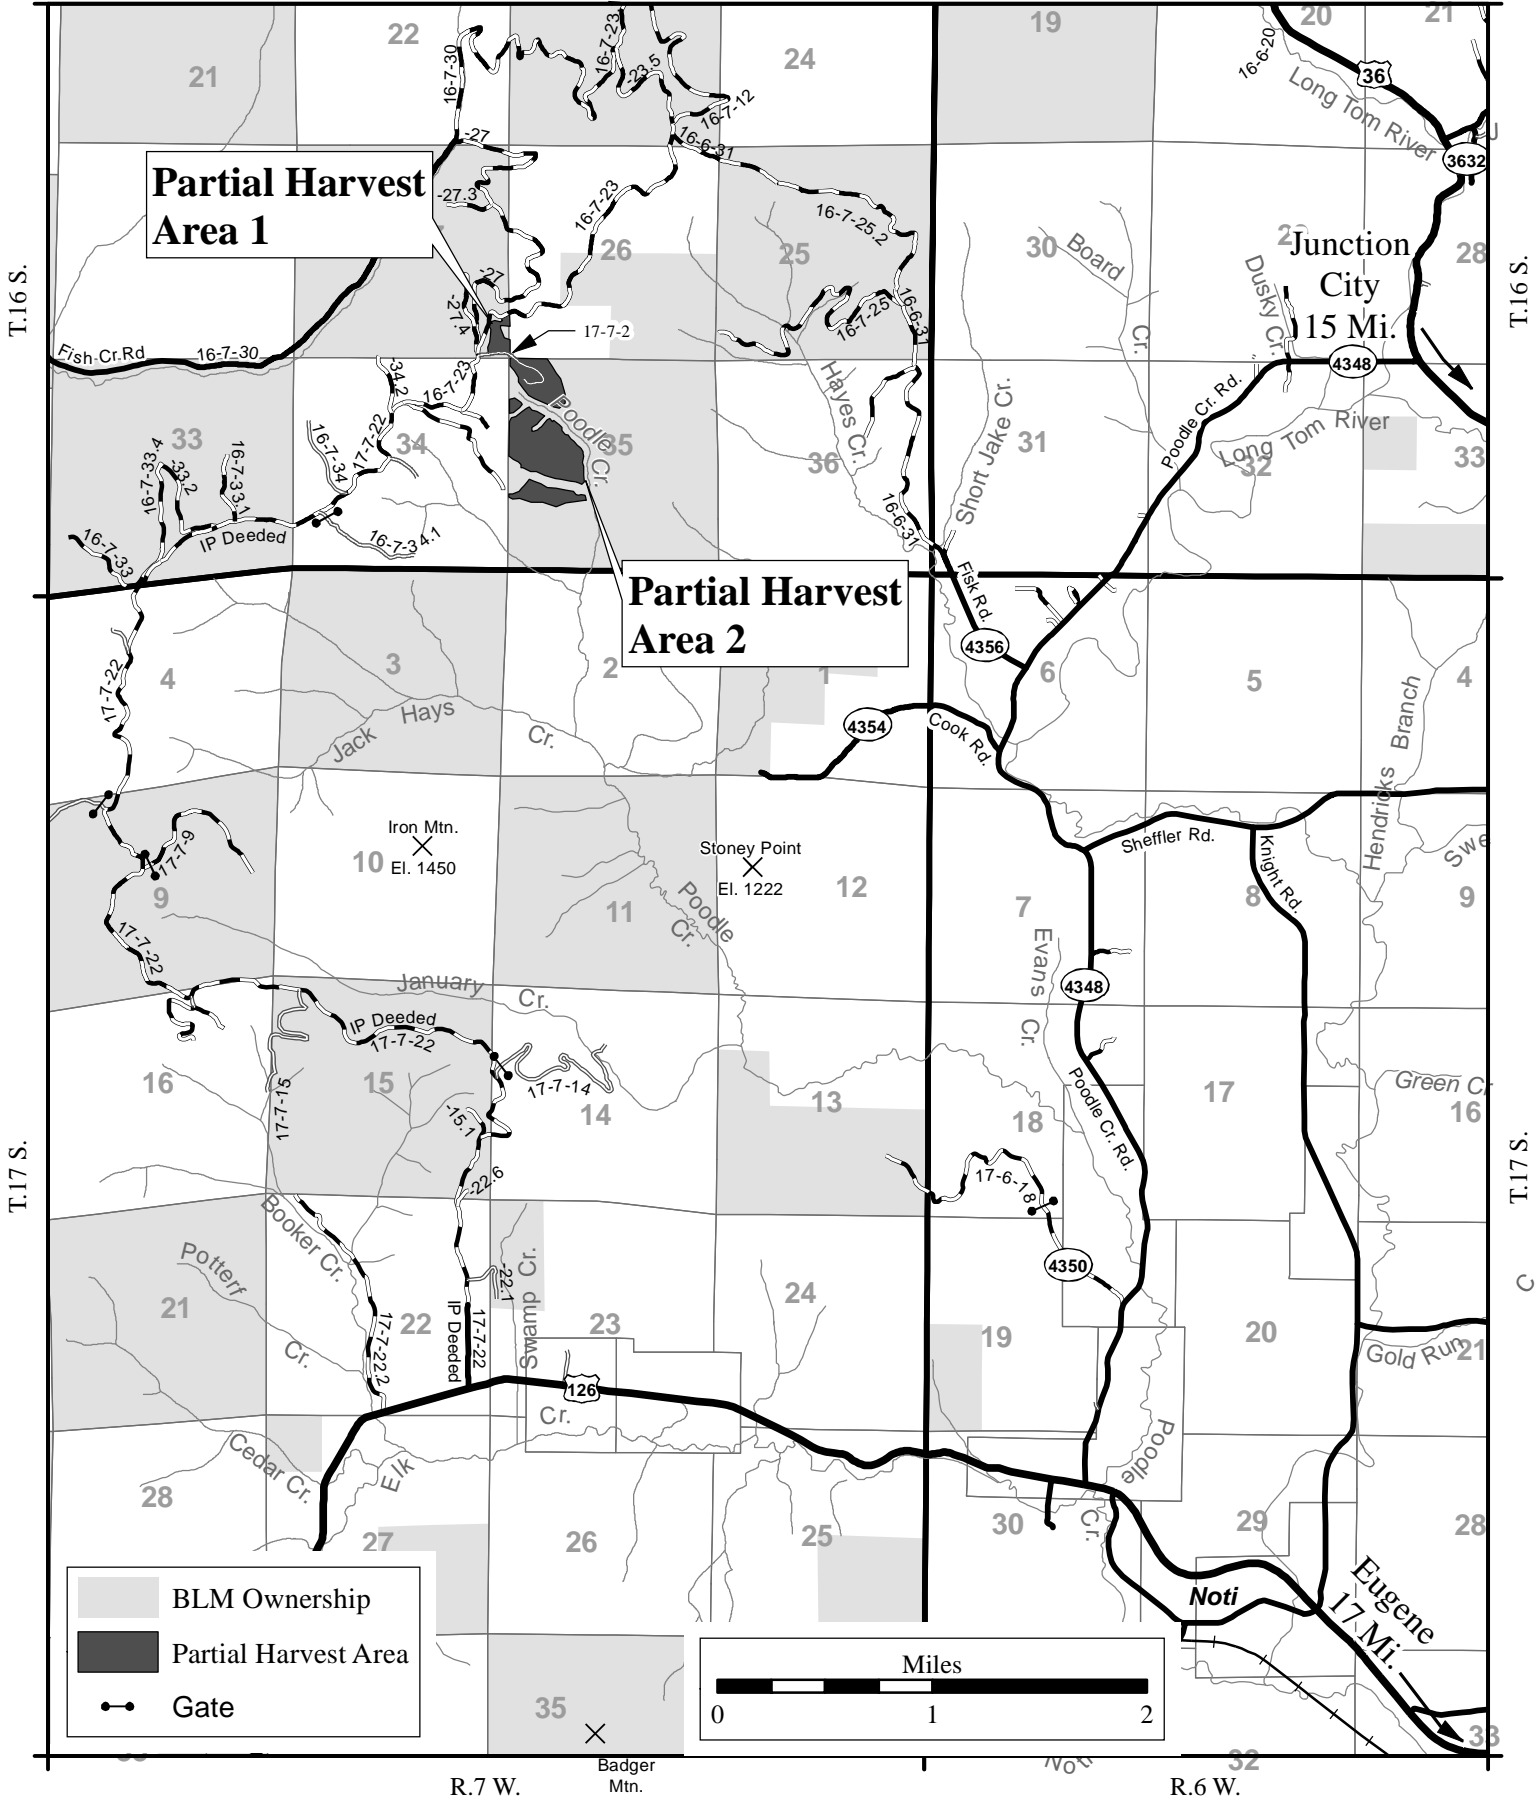 22
24
19
20
21
21
16-7-30
16-7-23
-23.5
16-7-12
16-6-20
36
Long Tom River
3632
J
-27
16-6-31
Partial Harvest
Area 1
-27.3
16-7-23
16-7-25.2
26
25
30
Board
Cr.
Dusky Cr.
Junction
City
15 Mi.
28
T.16 S.
T.16 S.
-27
-27.4
17-7-2
16-7-25
16-6-31
Fish Cr.Rd
16-7-30
4348
-34.2
16-7-23
Hayes Cr.
Short Jake Cr.
Poodle Cr. Rd.
Long Tom River
33
16-7-33.4
-33.2
16-7-33.1
16-7-34
17-7-22
34
Poodle Cr.
35
36
31
32
33
16-7-33
IP Deeded
16-7-34.1
16-6-31
Fisk Rd.
Partial Harvest
Area 2
4356
4
3
2
1
6
5
4
17-7-22
Jack Hays Cr.
4354
Cook Rd.
Hendricks Branch
Iron Mtn.
El. 1450
10
Stoney Point
El. 1222
12
11
Sheffler Rd.
Knight Rd.
Swe
17-7-9
9
7
8
9
17-7-22
Poodle
Cr.
Evans Cr.
January Cr.
4348
IP Deeded
17-7-22
16
15
17-7-15
17-7-14
14
13
18
17
Green Cr
16
-15.1
Poodle Cr. Rd.
T.17 S.
T.17 S.
-22.6
17-6-18
Booker Cr.
Potterf Cr.
4350
C
21
22
17-7-22.2
IP Deeded
17-7-22
-22.1
Swamp Cr.
23
24
19
20
Gold Run
21
126
Cr.
Elk
Cedar Cr.
Poodle Cr.
28
27
26
25
30
29
28
Noti
Eugene
17 Mi.
BLM Ownership
Partial Harvest Area
Gate
35
Miles
0 1 2
33
32
Badger
Mtn.
R.7 W.
R.6 W.